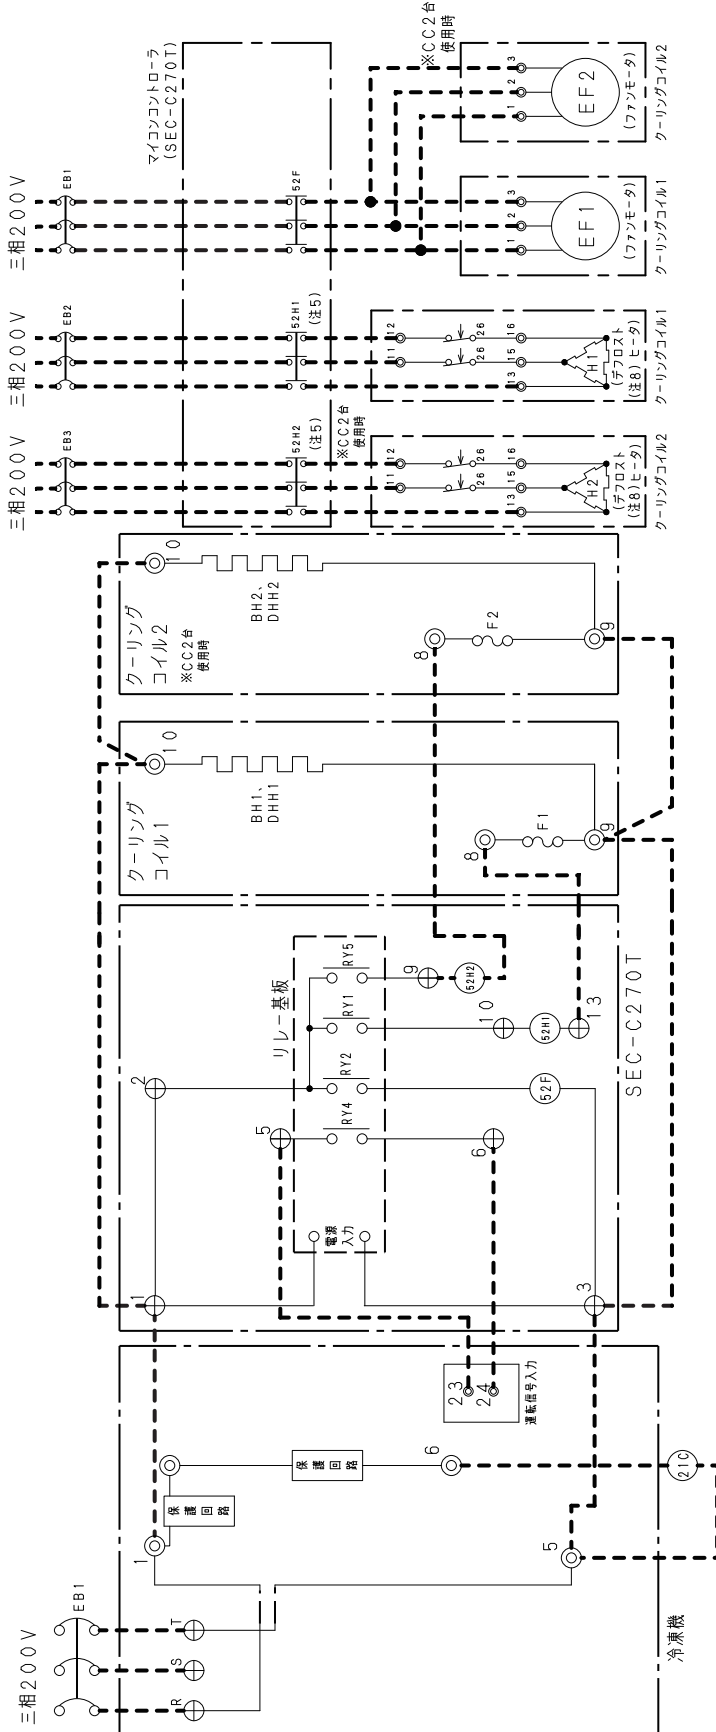 三相200V
EB1
マイコンコントローラ
(SEC-C270T)
52F
※CC2台
使用時
1
2
3
EF2
(ファンモータ)
クーリングコイル2
1
2
3
EF1
(ファンモータ)
クーリングコイル1
三相200V
EB2
52H1
(注5)
11
12
26
26
13
15
16
H1
(デフロスト
(注8)ヒータ)
クーリングコイル1
三相200V
EB3
52H2
(注5)
※CC2台
使用時
11
12
26
26
13
15
16
H2
(デフロスト
(注8)ヒータ)
クーリングコイル2
クーリング
コイル2
※CC2台
使用時
10
BH2、
DHH2
8
F2
9
クーリング
コイル1
10
BH1、
DHH1
8
F1
9
SEC-C270T
リレー基板
1
2
5
RY4
RY2
RY1
RY5
電源
入力
9
52H2
10
52H1
13
52F
6
3
三相200V
EB1
R
S
T
1
保護回路
保護回路
6
5
23
24
運転信号入力
21C
冷凍機